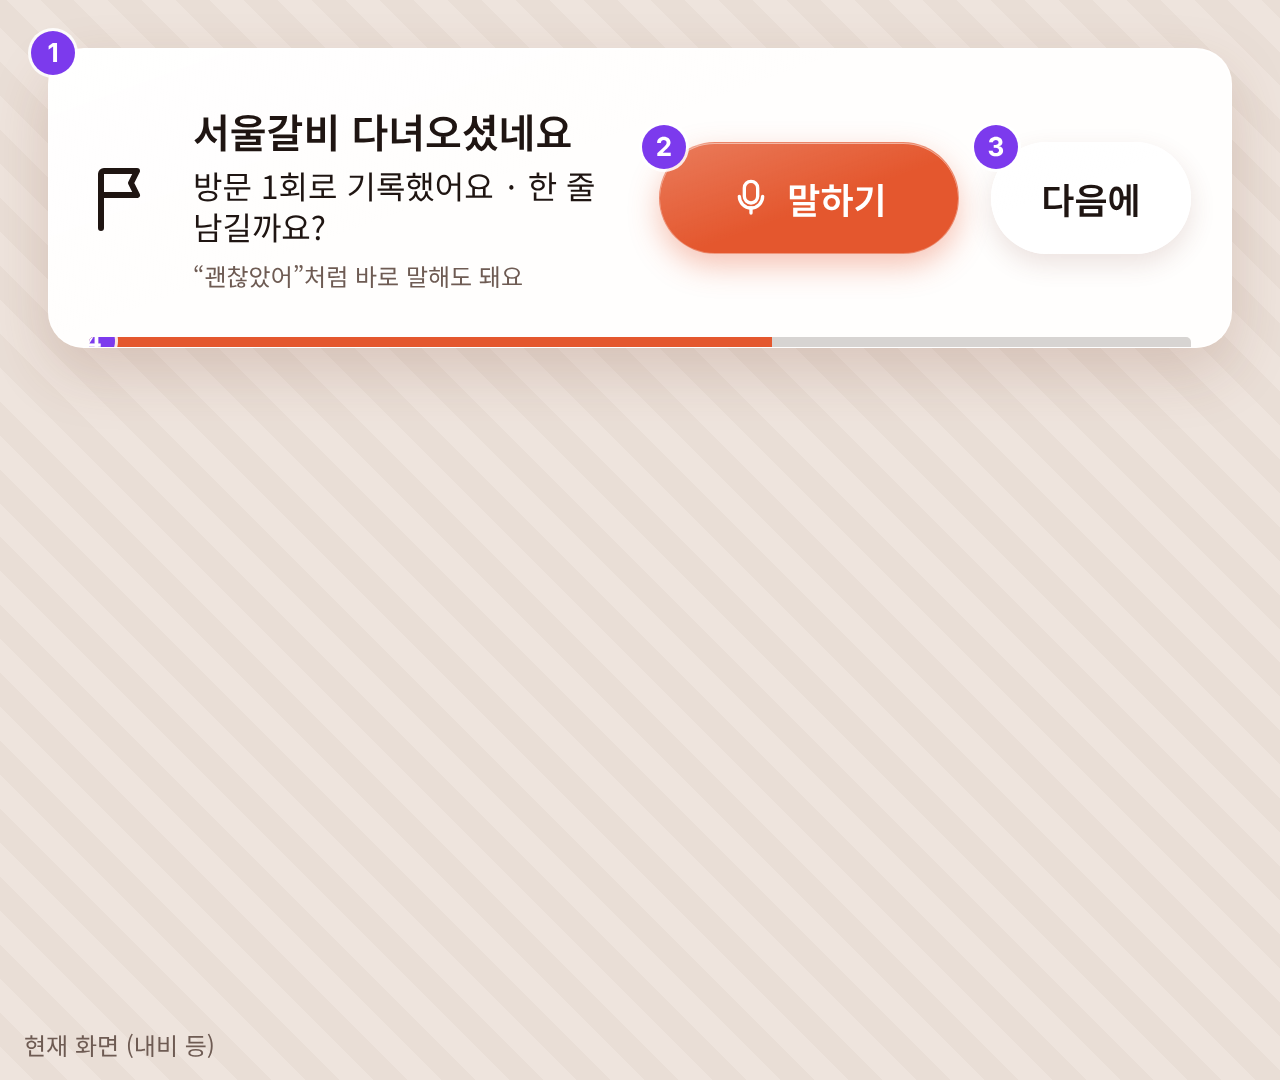 1
서울갈비 다녀오셨네요
방문 1회로 기록했어요 · 한 줄
남길까요?
“괜찮았어”처럼 바로 말해도 돼요
2
말하기
3
다음에
현재 화면 (내비 등)